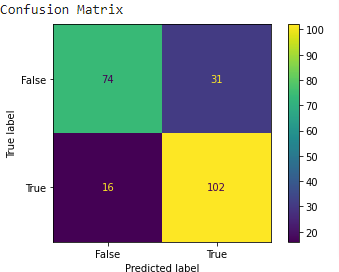 Confusion Matrix
100
90
80
70
60
50
40
30
20
True label
False
True
74
31
16
102
False
True
Predicted label